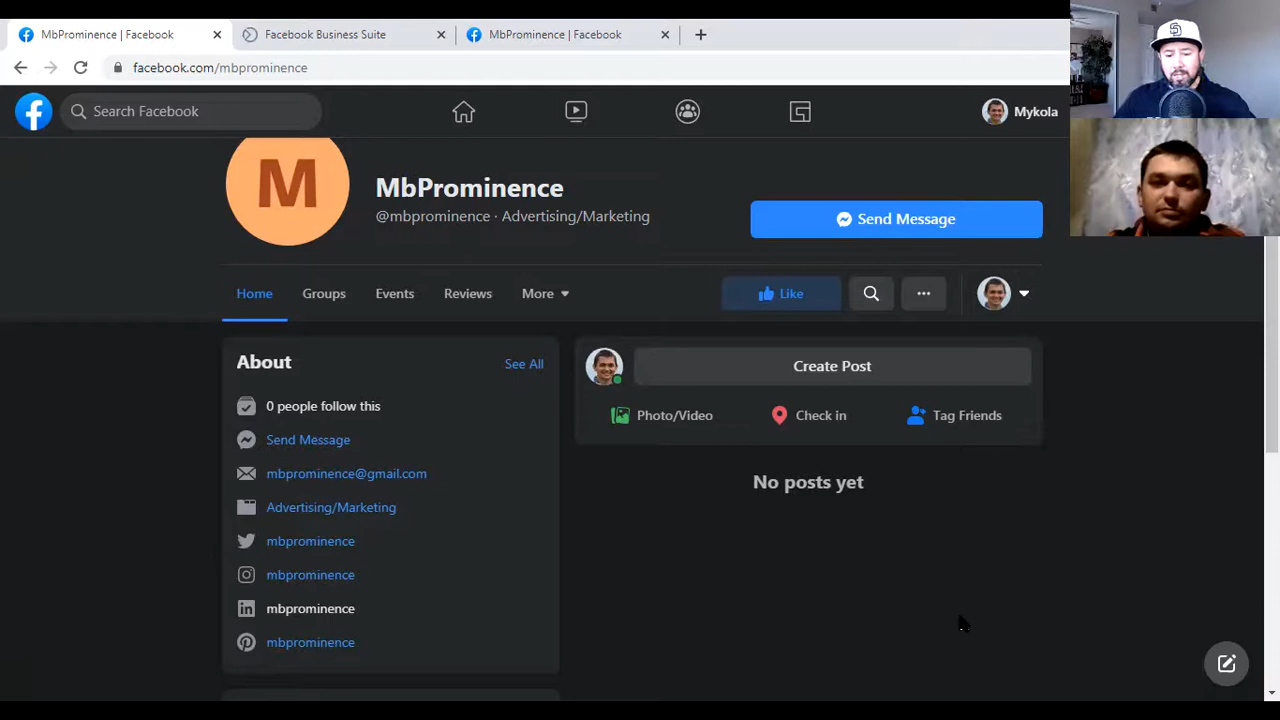 MbProminence | Facebook
Facebook Business Suite
MbProminence | Facebook
facebook.com/mbprominence
Search Facebook
Mykola
M
MbProminence
@mbprominence · Advertising/Marketing
Send Message
Home
Groups
Events
Reviews
More
Like
About
See All
0 people follow this
Send Message
mbprominence@gmail.com
Advertising/Marketing
mbprominence
mbprominence
mbprominence
mbprominence
Create Post
Photo/Video
Check in
Tag Friends
No posts yet